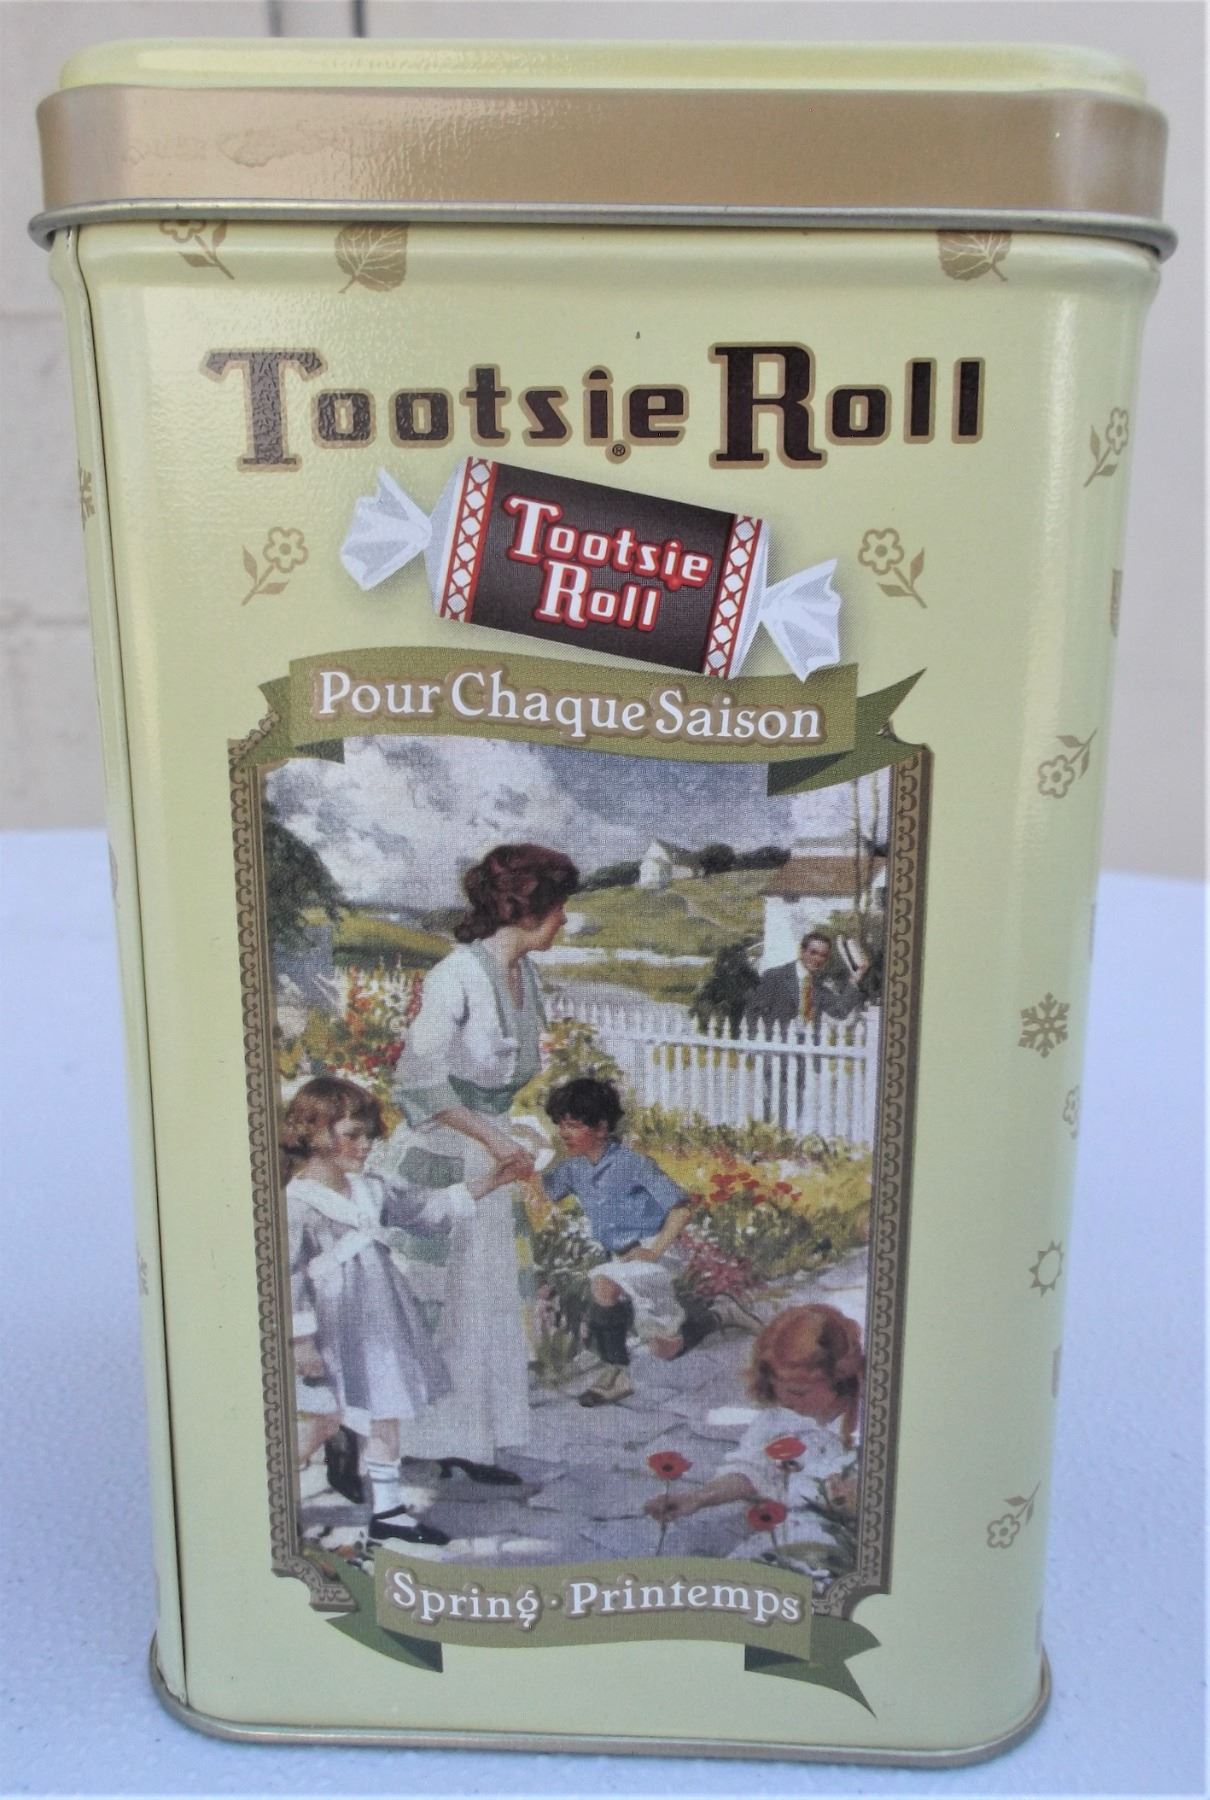 Tootsie Roll
®
Tootsie
Roll
Pour Chaque Saison
Spring · Printemps